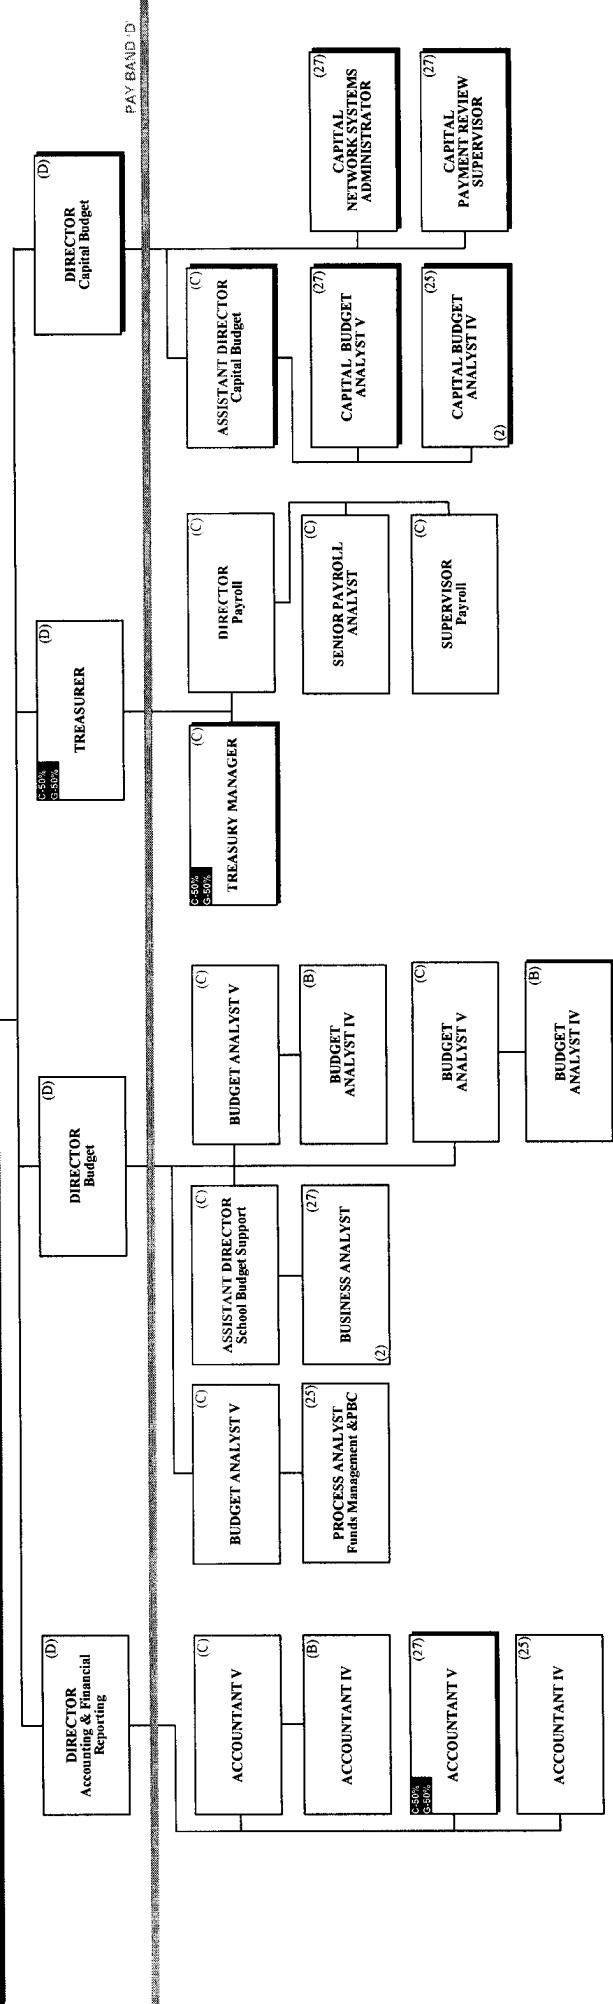 PAY BAND 'D'
(D)
DIRECTOR
Accounting & Financial
Reporting
(D)
DIRECTOR
Budget
C-50%
G-50%
(D)
TREASURER
(D)
DIRECTOR
Capital Budget
(C)
ACCOUNTANT V
(B)
ACCOUNTANT IV
C-50%
G-50%
(27)
ACCOUNTANT V
(25)
ACCOUNTANT IV
(C)
BUDGET ANALYST V
(25)
PROCESS ANALYST
Funds Management &PBC
(C)
ASSISTANT DIRECTOR
School Budget Support
(27)
BUSINESS ANALYST
(2)
(C)
BUDGET ANALYST V
(B)
BUDGET
ANALYST IV
(C)
BUDGET
ANALYST V
(B)
BUDGET
ANALYST IV
C-50%
G-50%
(C)
TREASURY MANAGER
(C)
DIRECTOR
Payroll
(C)
SENIOR PAYROLL
ANALYST
(C)
SUPERVISOR
Payroll
(C)
ASSISTANT DIRECTOR
Capital Budget
(27)
CAPITAL BUDGET
ANALYST V
(25)
CAPITAL BUDGET
ANALYST IV
(2)
(27)
CAPITAL
NETWORK SYSTEMS
ADMINISTRATOR
(27)
CAPITAL
PAYMENT REVIEW
SUPERVISOR